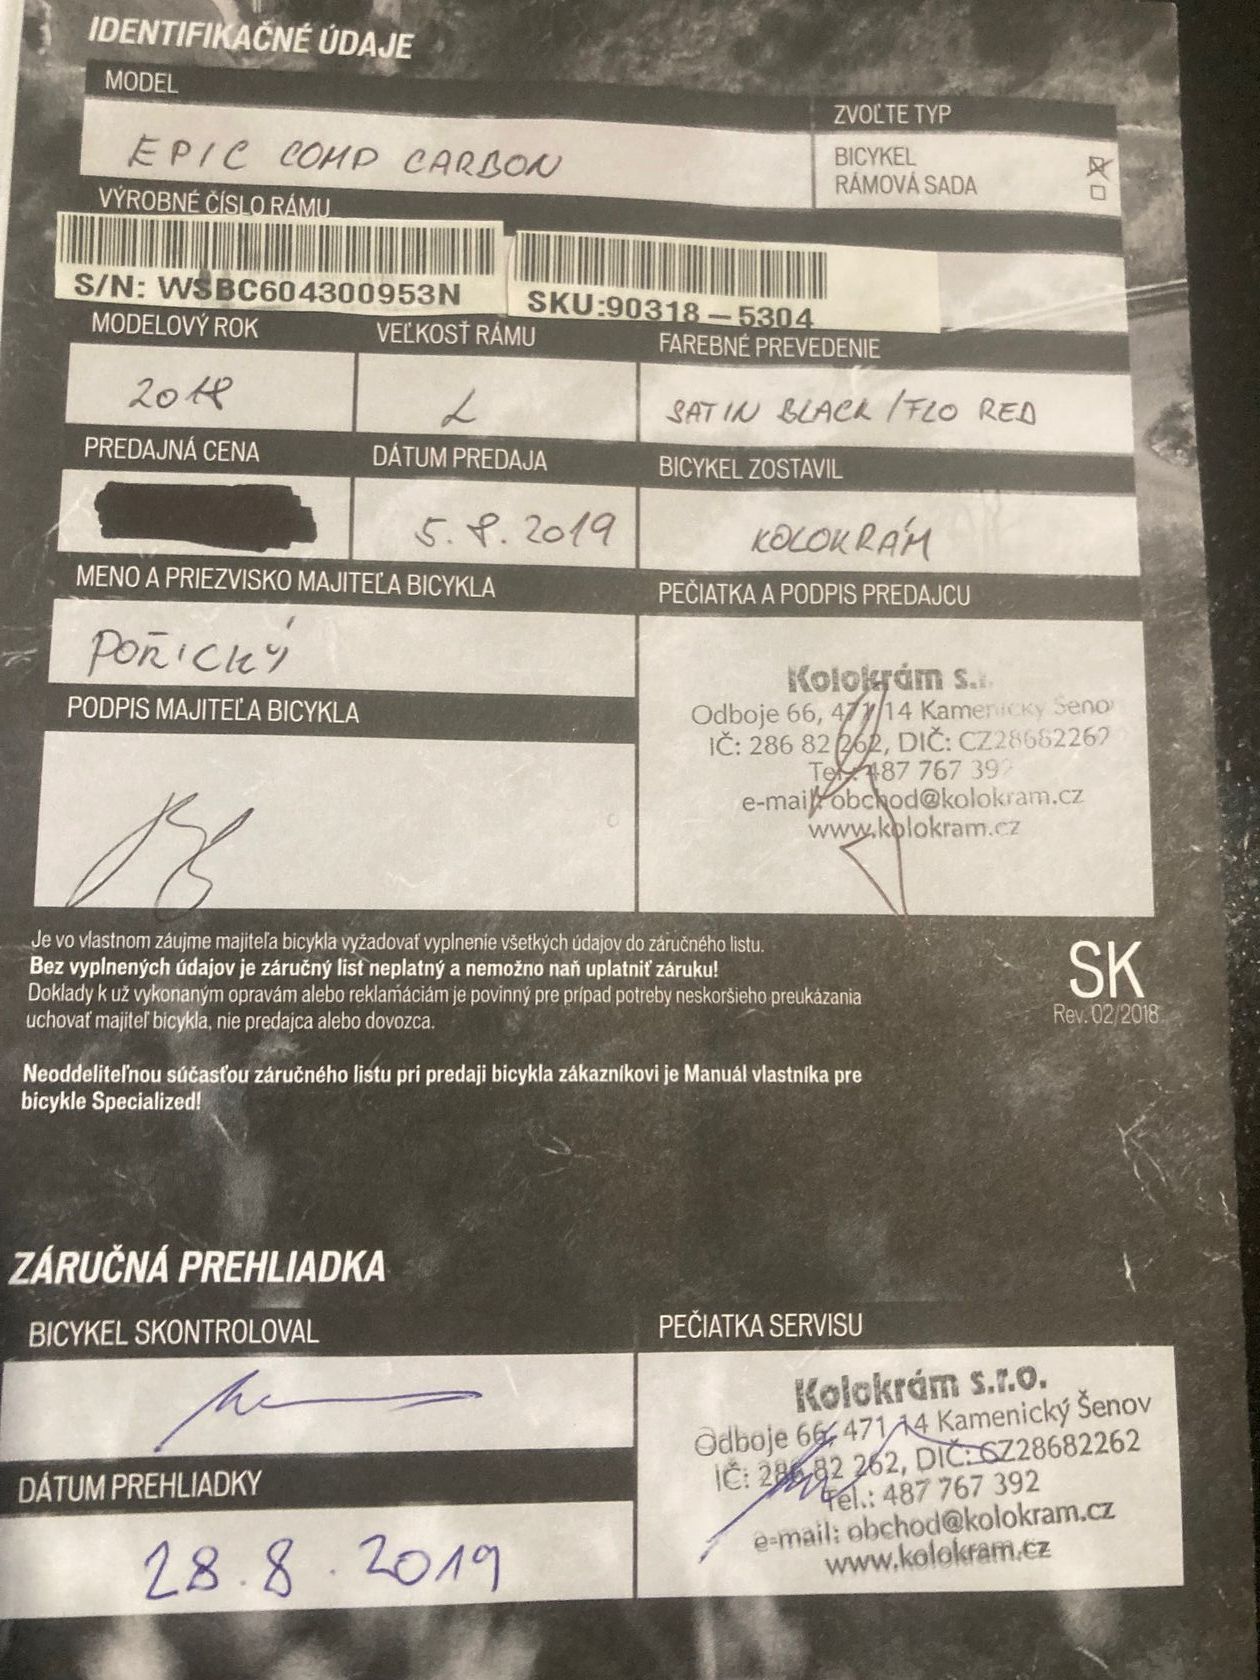 IDENTIFIKAČNÉ ÚDAJE
MODEL
EPIC COMP CARBON
ZVOĽTE TYP
BICYKEL
RÁMOVÁ SADA
VÝROBNÉ ČÍSLO RÁMU
S/N: WSBC604300953N
SKU:90318-5304
MODELOVÝ ROK
2018
VEĽKOSŤ RÁMU
L
FAREBNÉ PREVEDENIE
SATIN BLACK/FLO RED
PREDAJNÁ CENA
DÁTUM PREDAJA
5.8.2019
BICYKEL ZOSTAVIL
KOLOKRÁM
MENO A PRIEZVISKO MAJITEĽA BICYKLA
POŘICKÝ
PEČIATKA A PODPIS PREDAJCU
Kolokrám s.r.
Odboje 66, 471 14 Kamenický Šenov
IČ: 286 82 262, DIČ: CZ28682262
Tel.: 487 767 392
e-mail: obchod@kolokram.cz
www.kolokram.cz
PODPIS MAJITEĽA BICYKLA
Je vo vlastnom záujme majiteľa bicykla vyžadovať vyplnenie všetkých údajov do záručného listu.
Bez vyplnených údajov je záručný list neplatný a nemožno naň uplatniť záruku!
Doklady k už vykonaným opravám alebo reklamáciám je povinný pre prípad potreby neskoršieho preukázania
uchovať majiteľ bicykla, nie predajca alebo dovozca.
SK
Rev. 02/2018
Neoddeliteľnou súčasťou záručného listu pri predaji bicykla zákazníkovi je Manuál vlastníka pre
bicykle Specialized!
ZÁRUČNÁ PREHLIADKA
BICYKEL SKONTROLOVAL
PEČIATKA SERVISU
Kolokrám s.r.o.
Odboje 66, 471 14 Kamenický Šenov
IČ: 286 82 262, DIČ: CZ28682262
Tel.: 487 767 392
e-mail: obchod@kolokram.cz
www.kolokram.cz
DÁTUM PREHLIADKY
28.8.2019